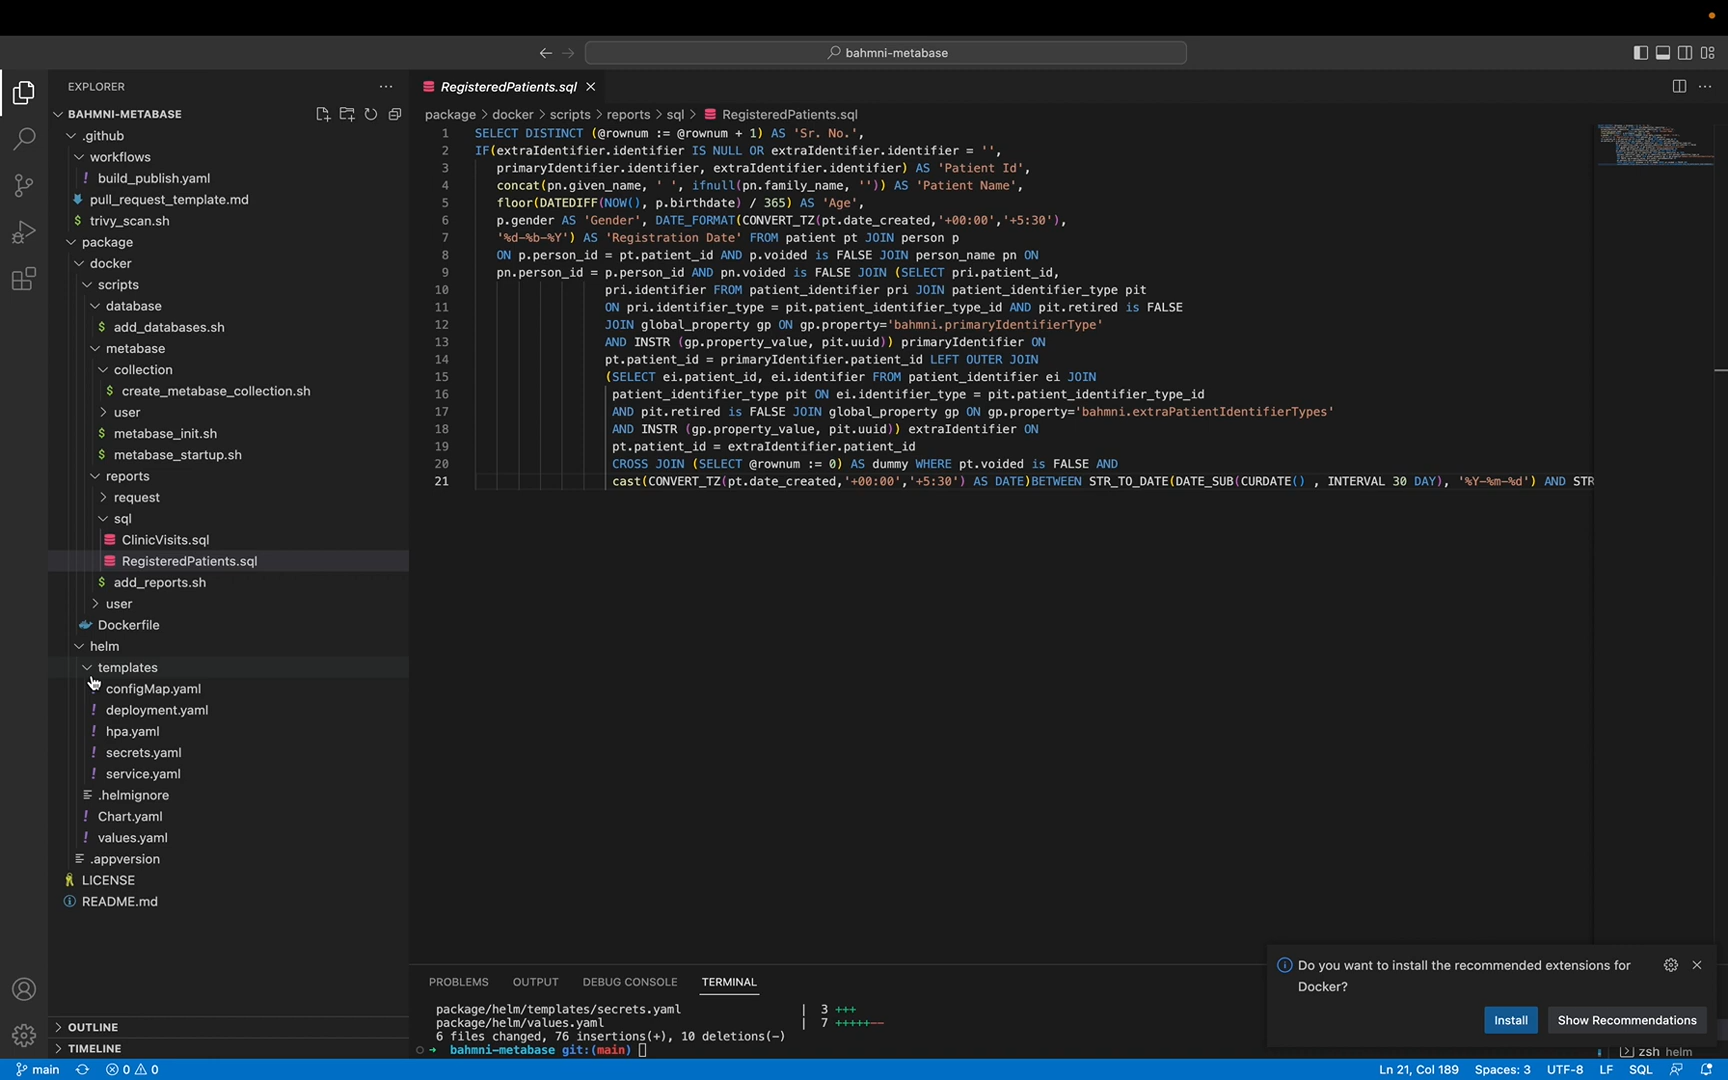 bahmni-metabase
EXPLORER
BAHMNI-METABASE
.github
workflows
! build_publish.yaml
pull_request_template.md
$ trivy_scan.sh
package
docker
scripts
database
$ add_databases.sh
metabase
collection
$ create_metabase_collection.sh
user
$ metabase_init.sh
$ metabase_startup.sh
reports
request
sql
ClinicVisits.sql
RegisteredPatients.sql
$ add_reports.sh
user
Dockerfile
helm
templates
configMap.yaml
! deployment.yaml
! hpa.yaml
! secrets.yaml
! service.yaml
.helmignore
! Chart.yaml
! values.yaml
.appversion
LICENSE
README.md
OUTLINE
TIMELINE
RegisteredPatients.sql
package > docker > scripts > reports > sql > RegisteredPatients.sql
1 SELECT DISTINCT (@rownum := @rownum + 1) AS 'Sr. No.',
2 IF(extraIdentifier.identifier IS NULL OR extraIdentifier.identifier = '',
3 primaryIdentifier.identifier, extraIdentifier.identifier) AS 'Patient Id',
4 concat(pn.given_name, ' ', ifnull(pn.family_name, '')) AS 'Patient Name',
5 floor(DATEDIFF(NOW(), p.birthdate) / 365) AS 'Age',
6 p.gender AS 'Gender', DATE_FORMAT(CONVERT_TZ(pt.date_created,'+00:00','+5:30'),
7 '%d-%b-%Y') AS 'Registration Date' FROM patient pt JOIN person p
8 ON p.person_id = pt.patient_id AND p.voided is FALSE JOIN person_name pn ON
9 pn.person_id = p.person_id AND pn.voided is FALSE JOIN (SELECT pri.patient_id,
10 pri.identifier FROM patient_identifier pri JOIN patient_identifier_type pit
11 ON pri.identifier_type = pit.patient_identifier_type_id AND pit.retired is FALSE
12 JOIN global_property gp ON gp.property='bahmni.primaryIdentifierType'
13 AND INSTR (gp.property_value, pit.uuid)) primaryIdentifier ON
14 pt.patient_id = primaryIdentifier.patient_id LEFT OUTER JOIN
15 (SELECT ei.patient_id, ei.identifier FROM patient_identifier ei JOIN
16 patient_identifier_type pit ON ei.identifier_type = pit.patient_identifier_type_id
17 AND pit.retired is FALSE JOIN global_property gp ON gp.property='bahmni.extraPatientIdentifierTypes'
18 AND INSTR (gp.property_value, pit.uuid)) extraIdentifier ON
19 pt.patient_id = extraIdentifier.patient_id
20 CROSS JOIN (SELECT @rownum := 0) AS dummy WHERE pt.voided is FALSE AND
21 cast(CONVERT_TZ(pt.date_created,'+00:00','+5:30') AS DATE)BETWEEN STR_TO_DATE(DATE_SUB(CURDATE() , INTERVAL 30 DAY), '%Y-%m-%d') AND STR
PROBLEMS OUTPUT DEBUG CONSOLE TERMINAL
package/helm/templates/secrets.yaml | 3 +++
package/helm/values.yaml | 7 +++++--
6 files changed, 76 insertions(+), 10 deletions(-)
bahmni-metabase git:(main)
Do you want to install the recommended extensions for
Docker?
Install Show Recommendations
zsh helm
main 0 0 Ln 21, Col 189 Spaces: 3 UTF-8 LF SQL